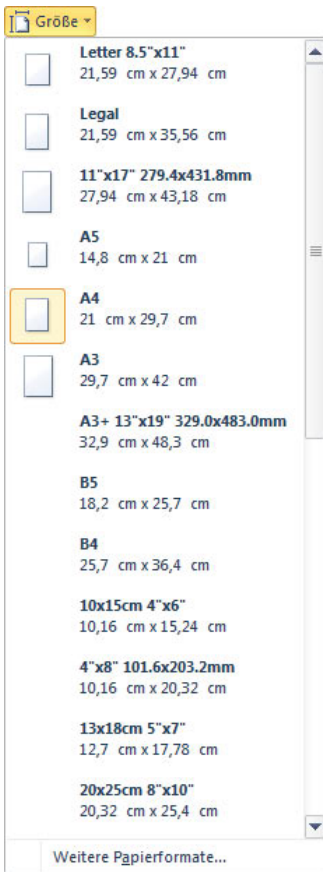 Größe
Letter 8.5"x11"
21,59 cm x 27,94 cm
Legal
21,59 cm x 35,56 cm
11"x17" 279.4x431.8mm
27,94 cm x 43,18 cm
A5
14,8 cm x 21 cm
A4
21 cm x 29,7 cm
A3
29,7 cm x 42 cm
A3+ 13"x19" 329.0x483.0mm
32,9 cm x 48,3 cm
B5
18,2 cm x 25,7 cm
B4
25,7 cm x 36,4 cm
10x15cm 4"x6"
10,16 cm x 15,24 cm
4"x8" 101.6x203.2mm
10,16 cm x 20,32 cm
13x18cm 5"x7"
12,7 cm x 17,78 cm
20x25cm 8"x10"
20,32 cm x 25,4 cm
Weitere Papierformate...